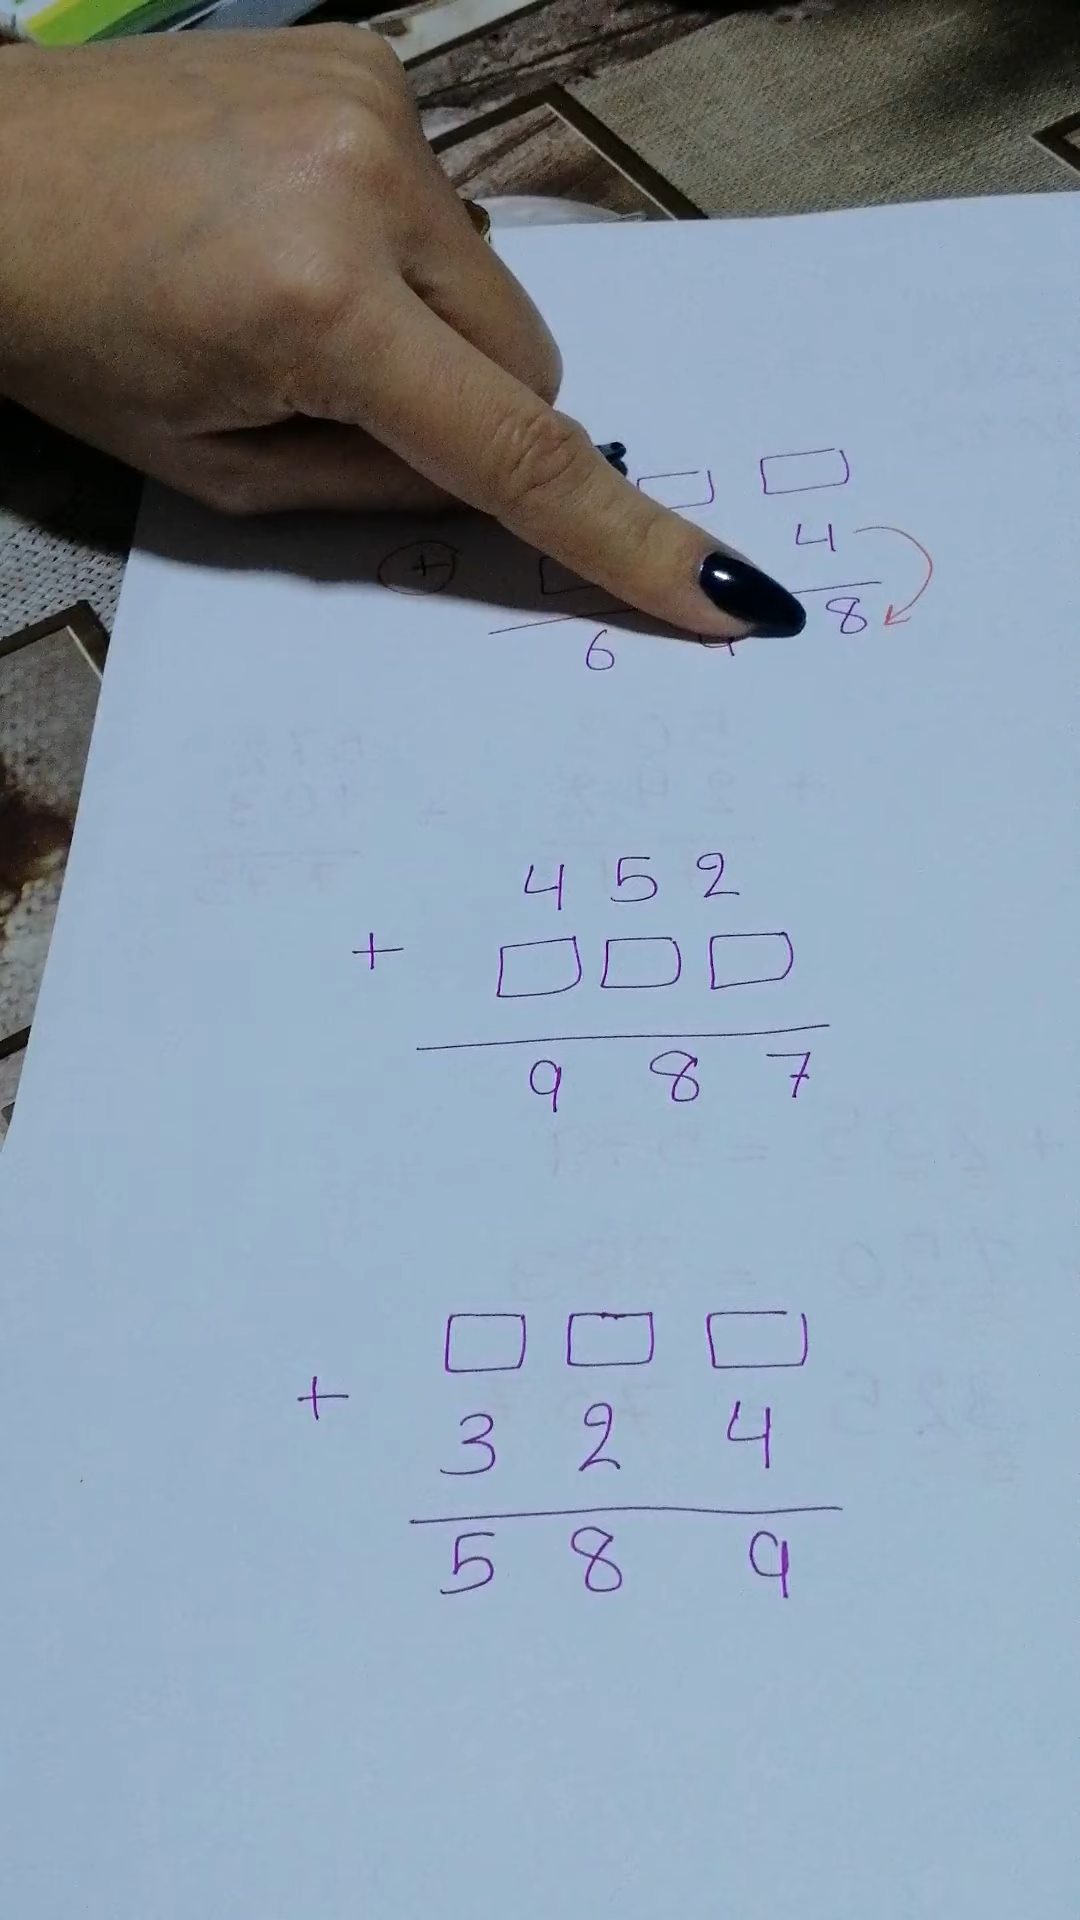 □ □
+ □ 4
6 8
4 5 2
+ □ □ □
9 8 7
□ □ □
+
3 2 4
5 8 9